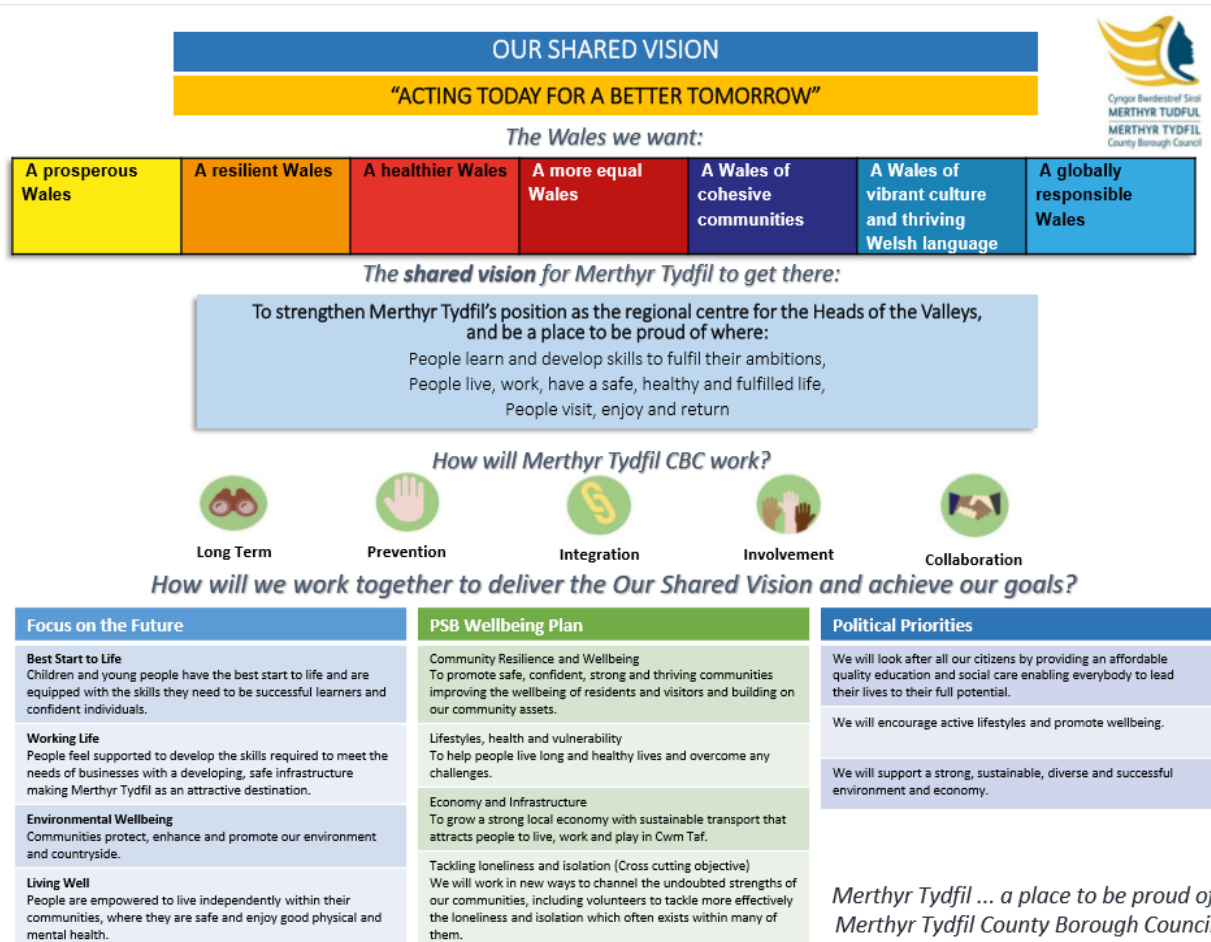 OUR SHARED VISION
"ACTING TODAY FOR A BETTER TOMORROW"
Cyngor Bwrdeistref Sirol
MERTHYR TUDFUL
MERTHYR TYDFIL
County Borough Council
The Wales we want:
A prosperous
Wales
A resilient Wales
A healthier Wales
A more equal
Wales
A Wales of
cohesive
communities
A Wales of
vibrant culture
and thriving
Welsh language
A globally
responsible
Wales
The shared vision for Merthyr Tydfil to get there:
To strengthen Merthyr Tydfil's position as the regional centre for the Heads of the Valleys,
and be a place to be proud of where:
People learn and develop skills to fulfil their ambitions,
People live, work, have a safe, healthy and fulfilled life,
People visit, enjoy and return
How will Merthyr Tydfil CBC work?
Long Term
Prevention
Integration
Involvement
Collaboration
How will we work together to deliver the Our Shared Vision and achieve our goals?
Focus on the Future
Best Start to Life
Children and young people have the best start to life and are
equipped with the skills they need to be successful learners and
confident individuals.
Working Life
People feel supported to develop the skills required to meet the
needs of businesses with a developing, safe infrastructure
making Merthyr Tydfil as an attractive destination.
Environmental Wellbeing
Communities protect, enhance and promote our environment
and countryside.
Living Well
People are empowered to live independently within their
communities, where they are safe and enjoy good physical and
mental health.
PSB Wellbeing Plan
Community Resilience and Wellbeing
To promote safe, confident, strong and thriving communities
improving the wellbeing of residents and visitors and building on
our community assets.
Lifestyles, health and vulnerability
To help people live long and healthy lives and overcome any
challenges.
Economy and Infrastructure
To grow a strong local economy with sustainable transport that
attracts people to live, work and play in Cwm Taf.
Tackling loneliness and isolation (Cross cutting objective)
We will work in new ways to channel the undoubted strengths of
our communities, including volunteers to tackle more effectively
the loneliness and isolation which often exists within many of
them.
Political Priorities
We will look after all our citizens by providing an affordable
quality education and social care enabling everybody to lead
their lives to their full potential.
We will encourage active lifestyles and promote wellbeing.
We will support a strong, sustainable, diverse and successful
environment and economy.
Merthyr Tydfil ... a place to be proud of
Merthyr Tydfil County Borough Council